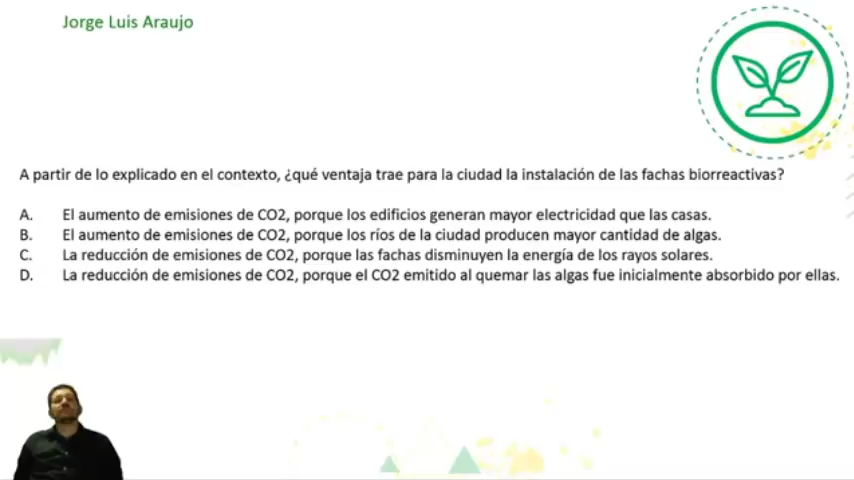 Jorge Luis Araujo
A partir de lo explicado en el contexto, ¿qué ventaja trae para la ciudad la instalación de las fachas biorreactivas?
A. El aumento de emisiones de CO2, porque los edificios generan mayor electricidad que las casas.
B. El aumento de emisiones de CO2, porque los ríos de la ciudad producen mayor cantidad de algas.
C. La reducción de emisiones de CO2, porque las fachas disminuyen la energía de los rayos solares.
D. La reducción de emisiones de CO2, porque el CO2 emitido al quemar las algas fue inicialmente absorbido por ellas.